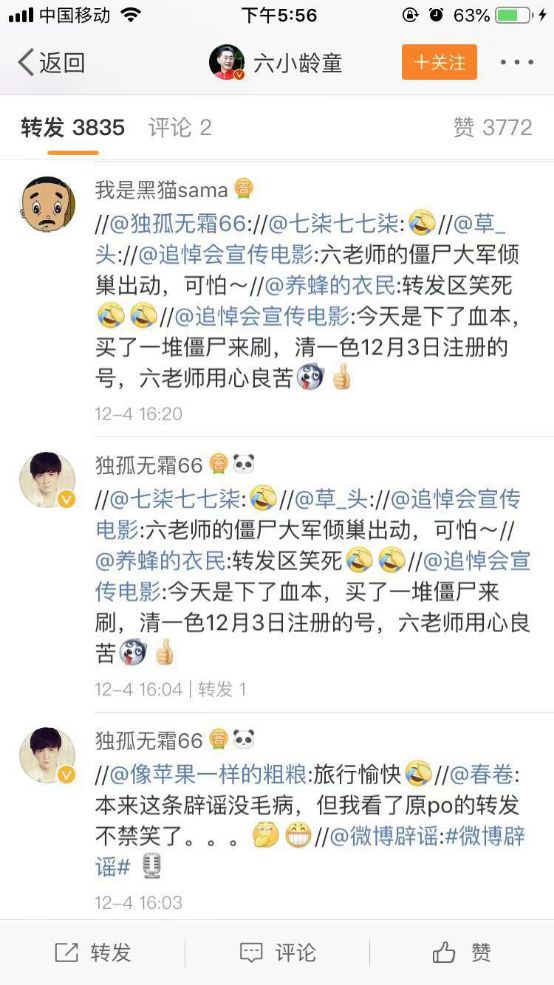 中国移动
下午5:56
63%
返回
六小龄童
+关注
转发 3835
评论 2
赞 3772
我是黑猫sama
//@独孤无霜66://@七柒七七柒://@草_
头://@追悼会宣传电影:六老师的僵尸大军倾
巢出动，可怕～//@养蜂的衣民:转发区笑死
//@追悼会宣传电影:今天是下了血本，
买了一堆僵尸来刷，清一色12月3日注册的
号，六老师用心良苦
12-4 16:20
独孤无霜66
//@七柒七七柒://@草_头://@追悼会宣传
电影:六老师的僵尸大军倾巢出动，可怕～//
@养蜂的衣民:转发区笑死//@追悼会宣
传电影:今天是下了血本，买了一堆僵尸来
刷，清一色12月3日注册的号，六老师用心良
苦
12-4 16:04 | 转发 1
独孤无霜66
//@像苹果一样的粗粮:旅行愉快//@春卷:
本来这条辟谣没毛病，但我看了原po的转发
不禁笑了。。。//@微博辟谣:#微博辟
谣#
12-4 16:03
转发
评论
赞